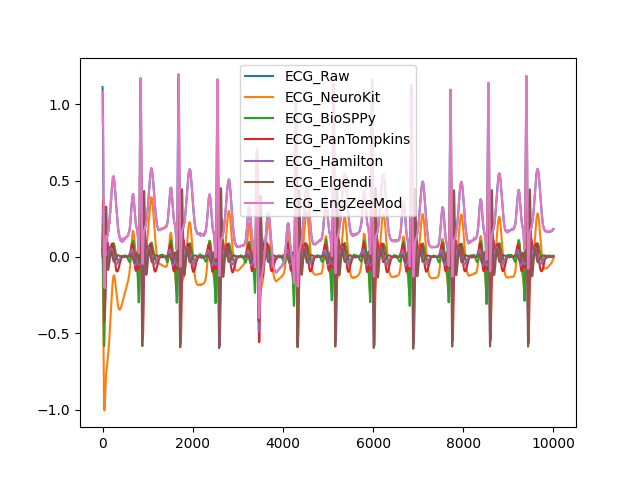 1.0
0.5
0.0
−0.5
−1.0
0
2000
4000
6000
8000
10000
ECG_Raw
ECG_NeuroKit
ECG_BioSPPy
ECG_PanTompkins
ECG_Hamilton
ECG_Elgendi
ECG_EngZeeMod